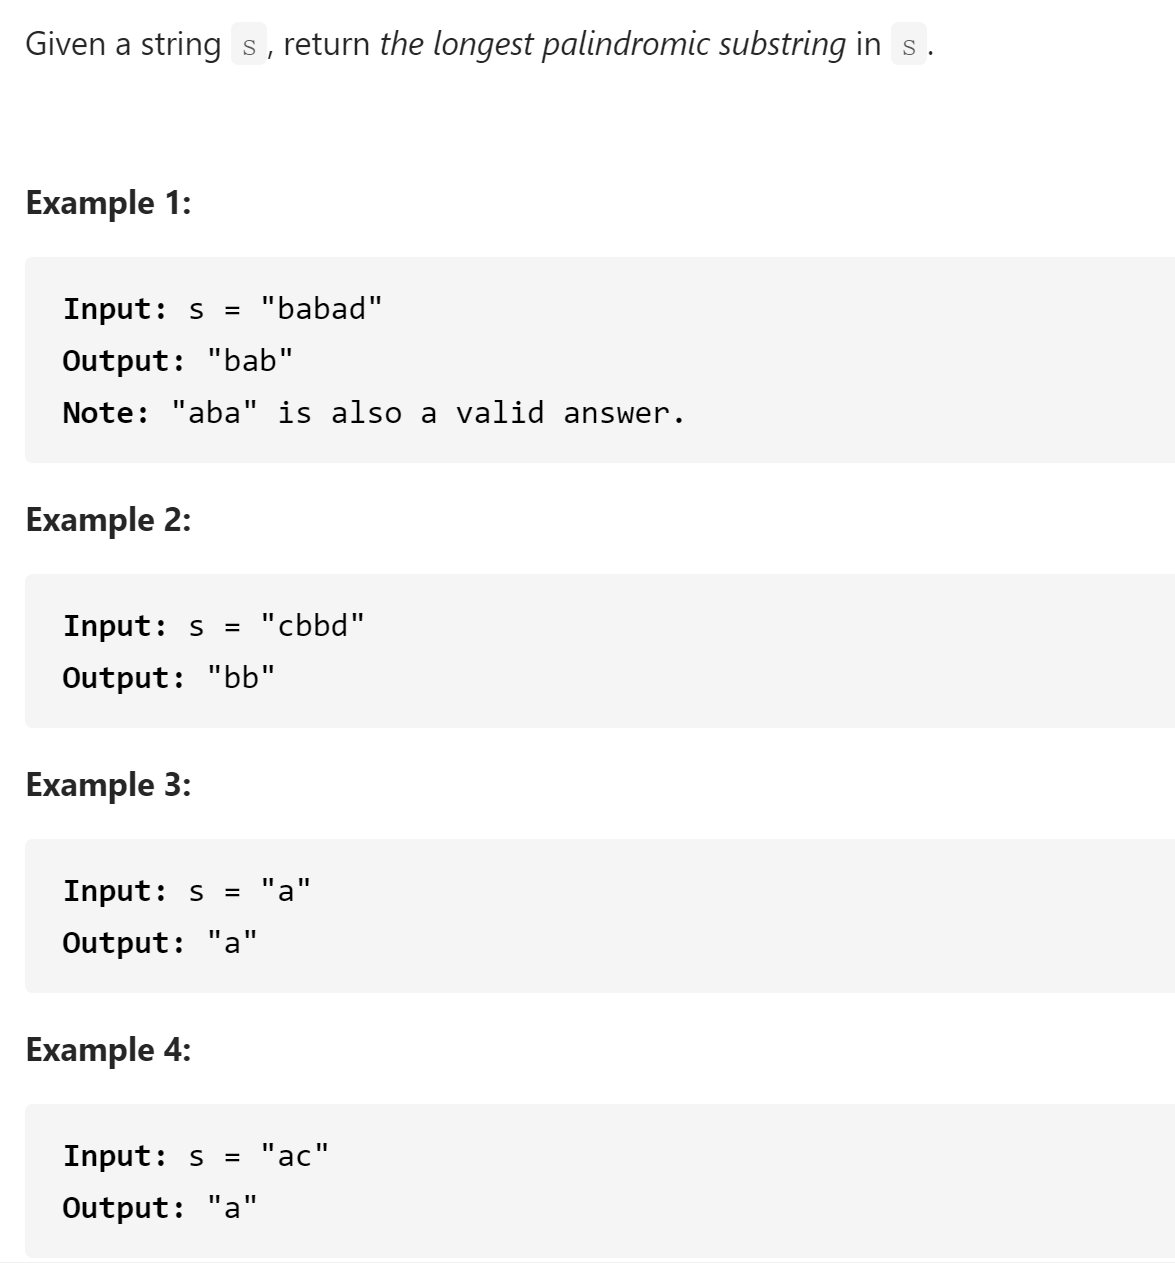 Given a string s, return the longest palindromic substring in s.
Example 1:
Input: s = "babad"
Output: "bab"
Note: "aba" is also a valid answer.
Example 2:
Input: s = "cbbd"
Output: "bb"
Example 3:
Input: s = "a"
Output: "a"
Example 4:
Input: s = "ac"
Output: "a"